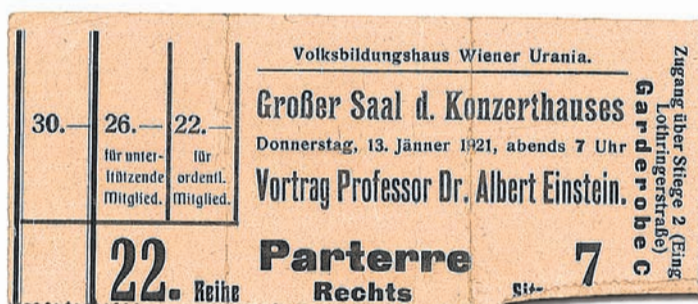 Volksbildungshaus Wiener Urania.
Großer Saal d. Konzerthauses
Donnerstag, 13. Jänner 1921, abends 7 Uhr
Vortrag Professor Dr. Albert Einstein.
30.—
26.—
für unter-
stützende
Mitglied.
22.—
für
ordentl.
Mitglied.
22. Reihe
Parterre
Rechts
7
Zugang über Stiege 2 (Eing
Lothringerstraße)
Garderobe C